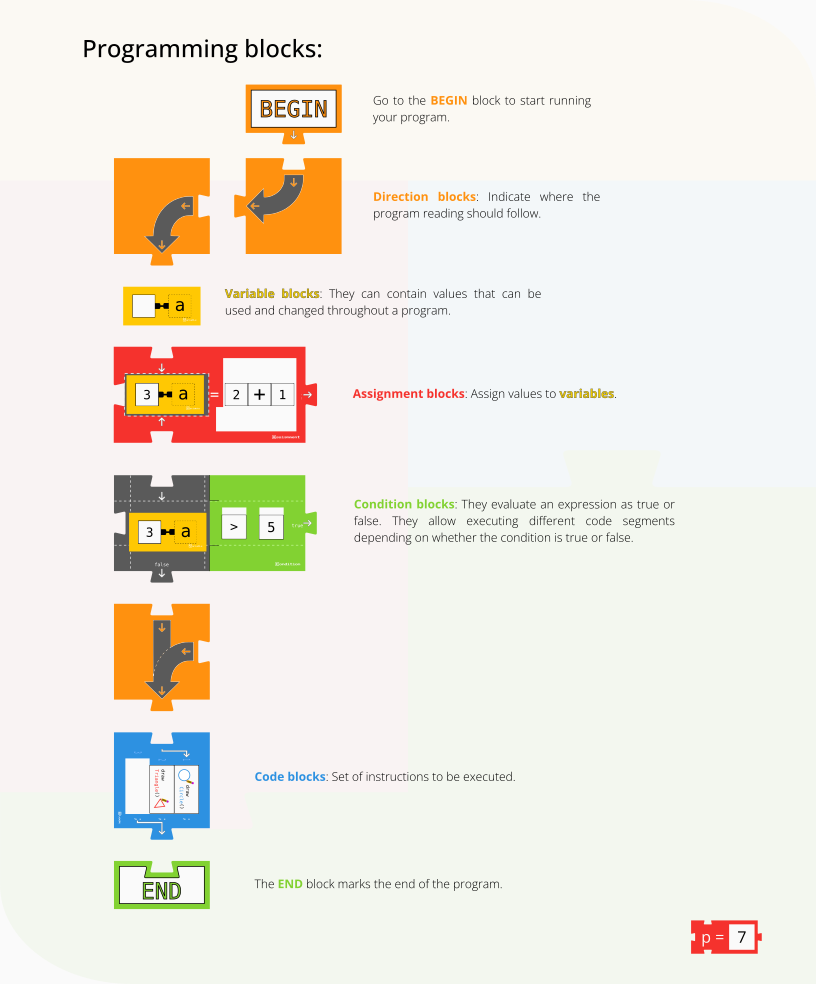 Programming blocks:
BEGIN
Go to the BEGIN block to start running
your program.
Direction blocks: Indicate where the
program reading should follow.
a
Variable blocks: They can contain values that can be
used and changed throughout a program.
3 a = 2 + 1
Assignment blocks: Assign values to variables.
3 a > 5 true
false
Condition blocks: They evaluate an expression as true or
false. They allow executing different code segments
depending on whether the condition is true or false.
draw
Triangle()
draw
Circle()
Code blocks: Set of instructions to be executed.
END
The END block marks the end of the program.
p = 7